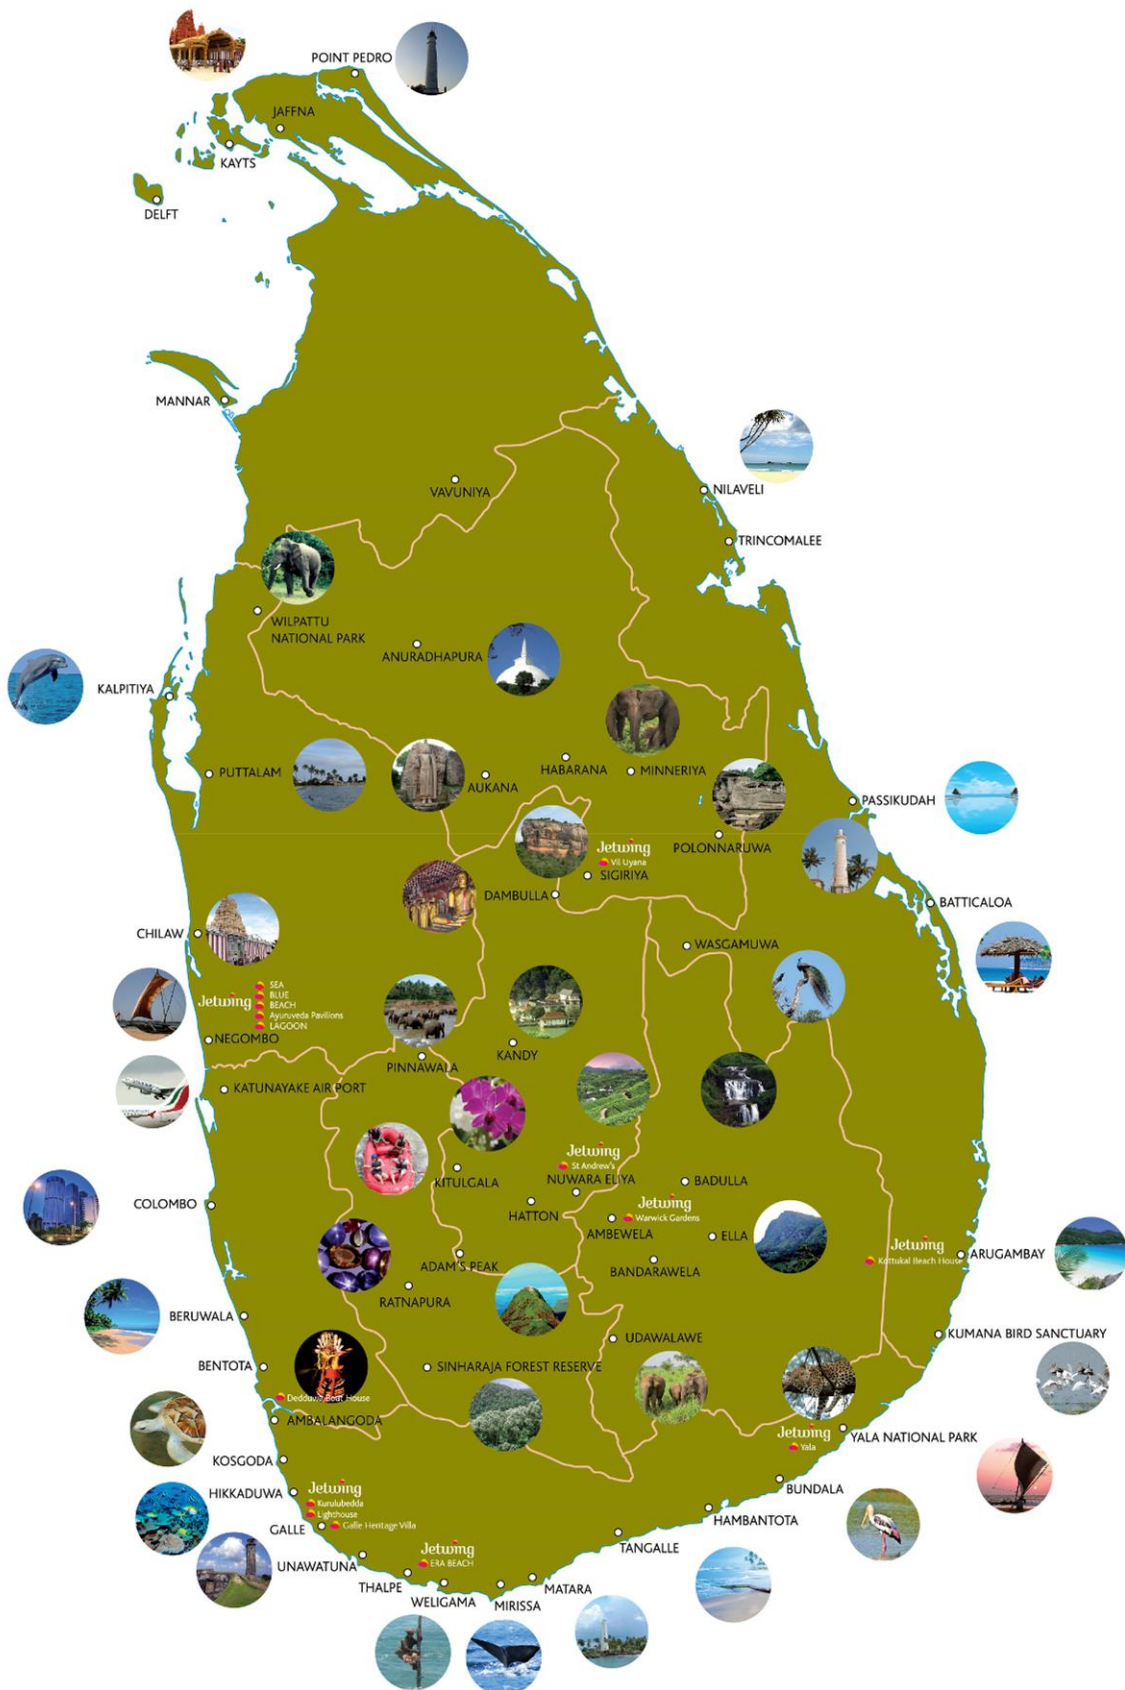 POINT PEDRO
JAFFNA
KAYTS
DELFT
MANNAR
VAVUNIYA
NILAVELI
TRINCOMALEE
WILPATTU
NATIONAL PARK
ANURADHAPURA
KALPITIYA
PUTTALAM
AUKANA
HABARANA
MINNERIYA
PASSIKUDAH
POLONNARUWA
Jetwing
Vil Uyana
SIGIRIYA
DAMBULLA
BATTICALOA
CHILAW
WASGAMUWA
Jetwing
SEA
BLUE
BEACH
Ayuruveda Pavilions
LAGOON
NEGOMBO
PINNAWALA
KANDY
KATUNAYAKE AIR PORT
KITULGALA
Jetwing
St Andrew's
NUWARA ELIYA
BADULLA
COLOMBO
HATTON
Jetwing
Warwick Gardens
AMBEWELA
ELLA
Jetwing
Kottukal Beach House
ARUGAMBAY
ADAM'S PEAK
BANDARAWELA
RATNAPURA
BERUWALA
UDAWALAWE
KUMANA BIRD SANCTUARY
BENTOTA
SINHARAJA FOREST RESERVE
Dedduwa Boat House
AMBALANGODA
Jetwing
Yala
YALA NATIONAL PARK
KOSGODA
HIKKADUWA
Jetwing
Kurulubedda
Lighthouse
Galle Heritage Villa
GALLE
BUNDALA
HAMBANTOTA
TANGALLE
UNAWATUNA
Jetwing
ERA BEACH
THALPE
WELIGAMA
MIRISSA
MATARA